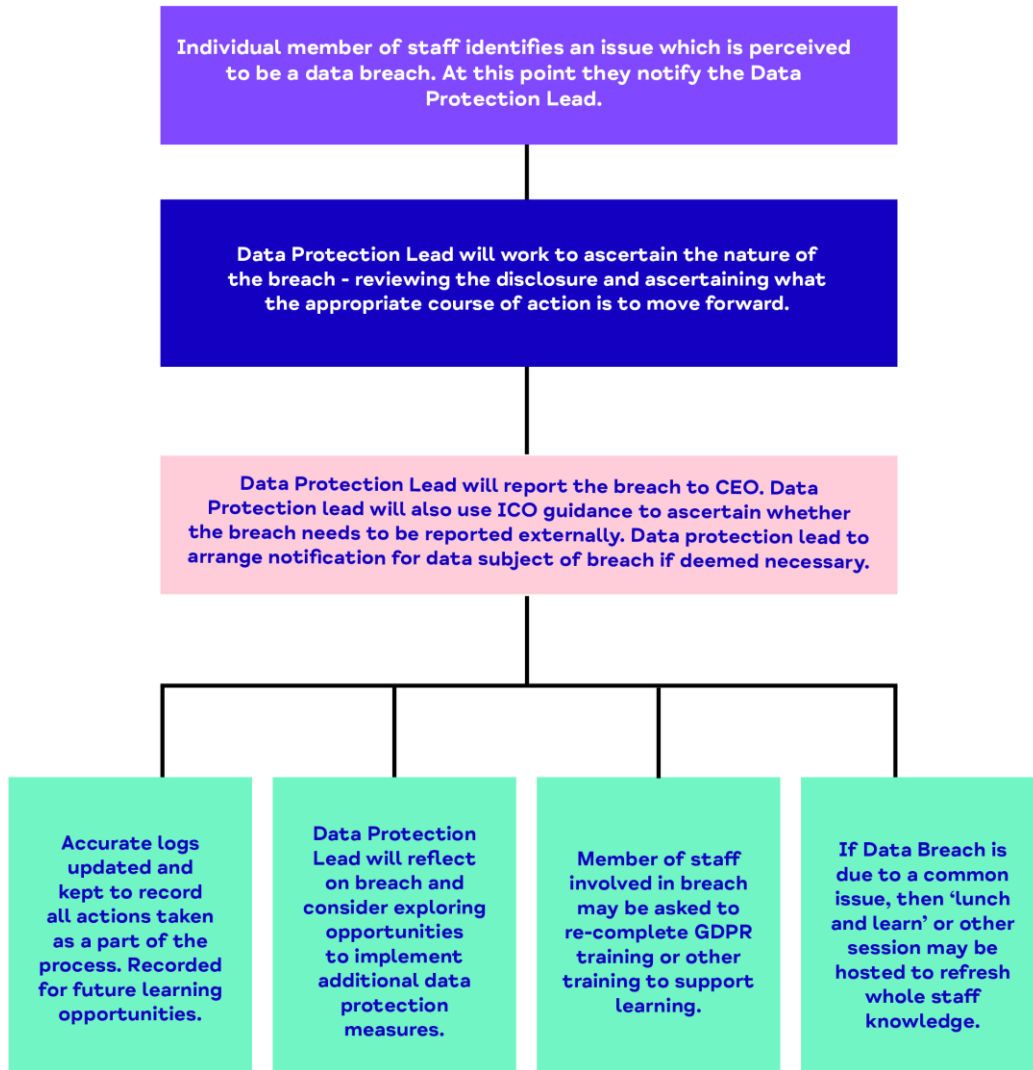 Individual member of staff identifies an issue which is perceived
to be a data breach. At this point they notify the Data
Protection Lead.
Data Protection Lead will work to ascertain the nature of
the breach - reviewing the disclosure and ascertaining what
the appropriate course of action is to move forward.
Data Protection Lead will report the breach to CEO. Data
Protection lead will also use ICO guidance to ascertain whether
the breach needs to be reported externally. Data protection lead to
arrange notification for data subject of breach if deemed necessary.
Accurate logs
updated and
kept to record
all actions taken
as a part of the
process. Recorded
for future learning
opportunities.
Data Protection
Lead will reflect
on breach and
consider exploring
opportunities
to implement
additional data
protection
measures.
Member of staff
involved in breach
may be asked to
re-complete GDPR
training or other
training to support
learning.
If Data Breach is
due to a common
issue, then ‘lunch
and learn’ or other
session may be
hosted to refresh
whole staff
knowledge.